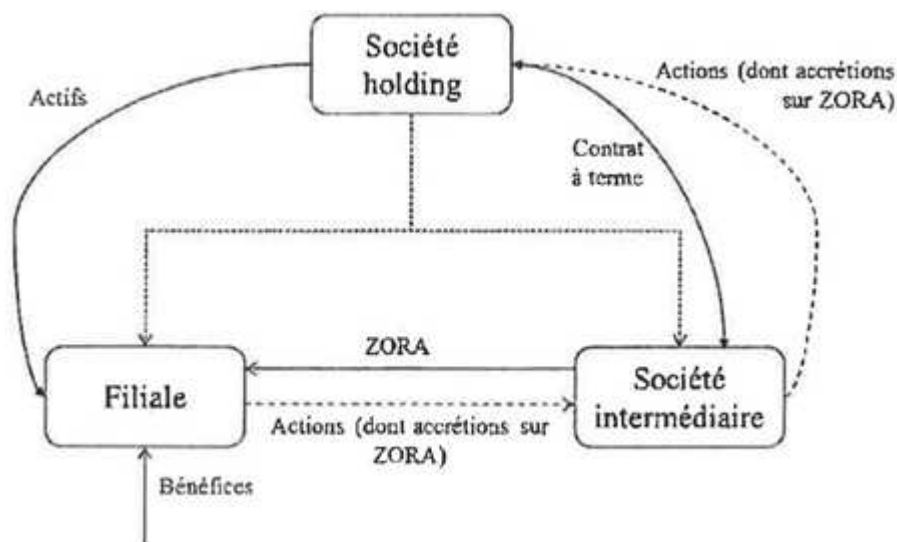 Société
holding
Actions (dont accrétions
sur ZORA)
Actifs
Contrat
à terme
ZORA
Filiale
Société
intermédiaire
Actions (dont accrétions sur
ZORA)
Bénéfices